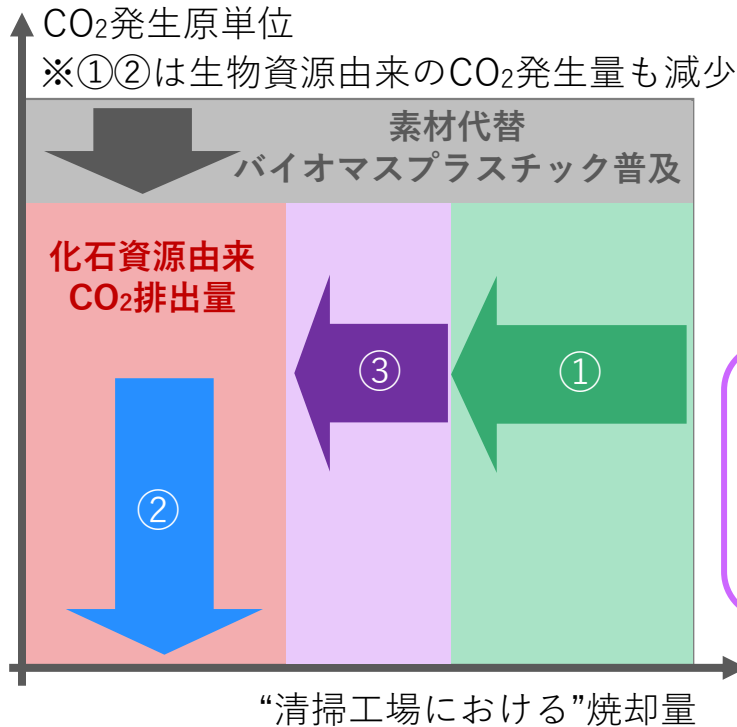 CO₂発生原単位
※①②は生物資源由来のCO₂発生量も減少
素材代替
バイオマスプラスチック普及
化石資源由来
CO₂排出量
③
①
②
“清掃工場における”焼却量